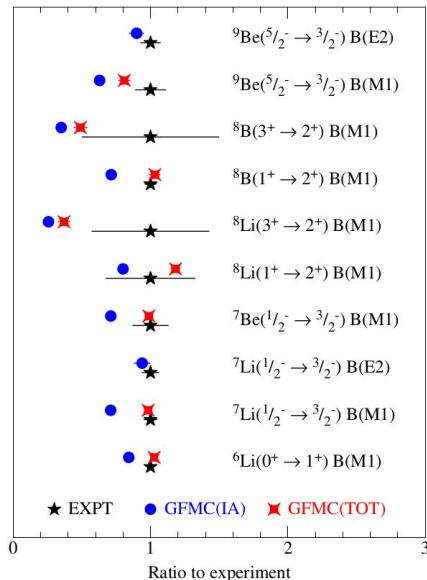 ⁹Be(⁵/₂⁻ → ³/₂⁻) B(E2)
⁹Be(⁵/₂⁻ → ³/₂⁻) B(M1)
⁸B(3⁺ → 2⁺) B(M1)
⁸B(1⁺ → 2⁺) B(M1)
⁸Li(3⁺ → 2⁺) B(M1)
⁸Li(1⁺ → 2⁺) B(M1)
⁷Be(¹/₂⁻ → ³/₂⁻) B(M1)
⁷Li(¹/₂⁻ → ³/₂⁻) B(E2)
⁷Li(¹/₂⁻ → ³/₂⁻) B(M1)
⁶Li(0⁺ → 1⁺) B(M1)
EXPT GFMC(IA) GFMC(TOT)
0 1 2 3
Ratio to experiment